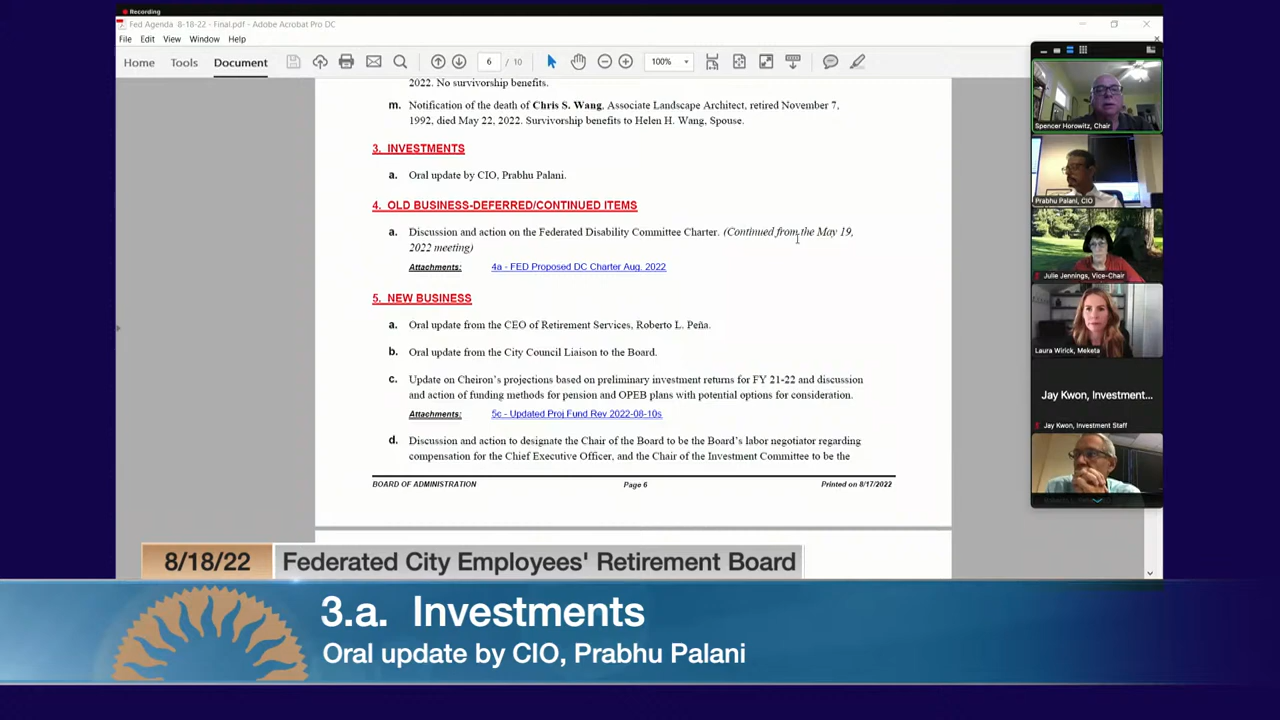 Recording
Fed Agenda 8-18-22 - Final.pdf - Adobe Acrobat Pro DC
File Edit View Window Help
Home Tools Document 6 / 10 100%
2022. No survivorship benefits.
m. Notification of the death of Chris S. Wang, Associate Landscape Architect, retired November 7,
1992, died May 22, 2022. Survivorship benefits to Helen H. Wang, Spouse.
3. INVESTMENTS
a. Oral update by CIO, Prabhu Palani.
4. OLD BUSINESS-DEFERRED/CONTINUED ITEMS
a. Discussion and action on the Federated Disability Committee Charter. (Continued from the May 19,
2022 meeting)
Attachments: 4a - FED Proposed DC Charter Aug. 2022
5. NEW BUSINESS
a. Oral update from the CEO of Retirement Services, Roberto L. Peña.
b. Oral update from the City Council Liaison to the Board.
c. Update on Cheiron's projections based on preliminary investment returns for FY 21-22 and discussion
and action of funding methods for pension and OPEB plans with potential options for consideration.
Attachments: 5c - Updated Proj Fund Rev 2022-08-10s
d. Discussion and action to designate the Chair of the Board to be the Board's labor negotiator regarding
compensation for the Chief Executive Officer, and the Chair of the Investment Committee to be the
BOARD OF ADMINISTRATION Page 6 Printed on 8/17/2022
Spencer Horowitz, Chair
Prabhu Palani, CIO
Julie Jennings, Vice-Chair
Laura Wirick, Meketa
Jay Kwon, Investment...
Jay Kwon, Investment Staff
8/18/22 Federated City Employees' Retirement Board
3.a. Investments
Oral update by CIO, Prabhu Palani